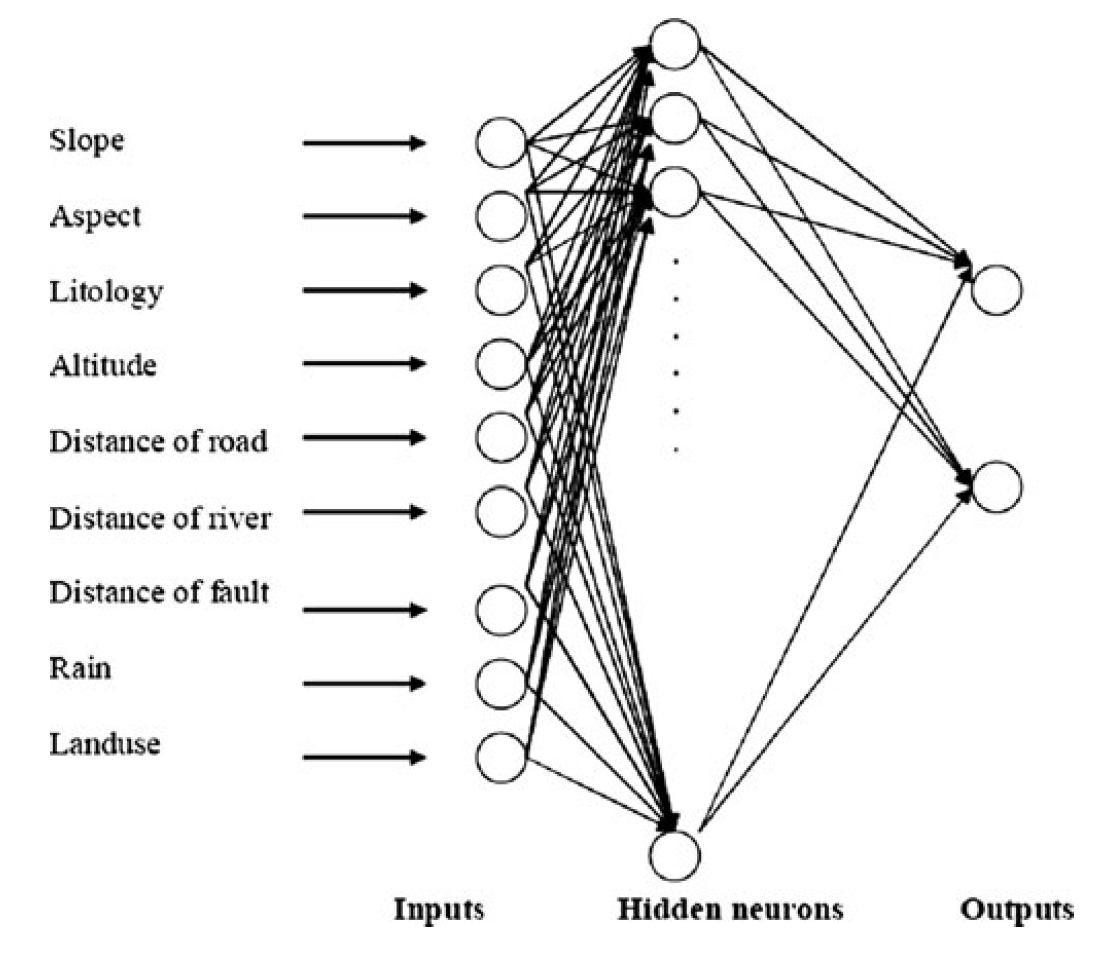 Slope
Aspect
Litology
Altitude
Distance of road
Distance of river
Distance of fault
Rain
Landuse
Inputs Hidden neurons Outputs